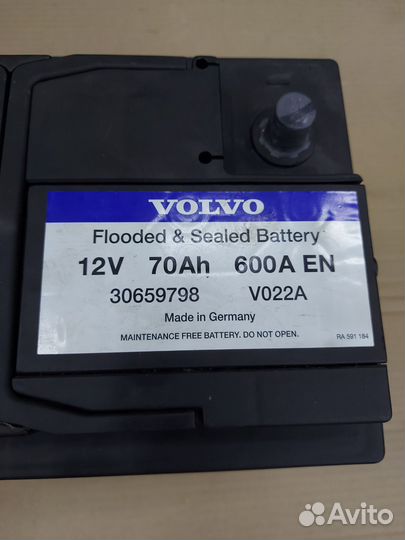 VOLVO
Flooded & Sealed Battery
12V 70Ah 600A EN
30659798 V022A
Made in Germany
MAINTENANCE FREE BATTERY. DO NOT OPEN.
RA 591 184
Avito